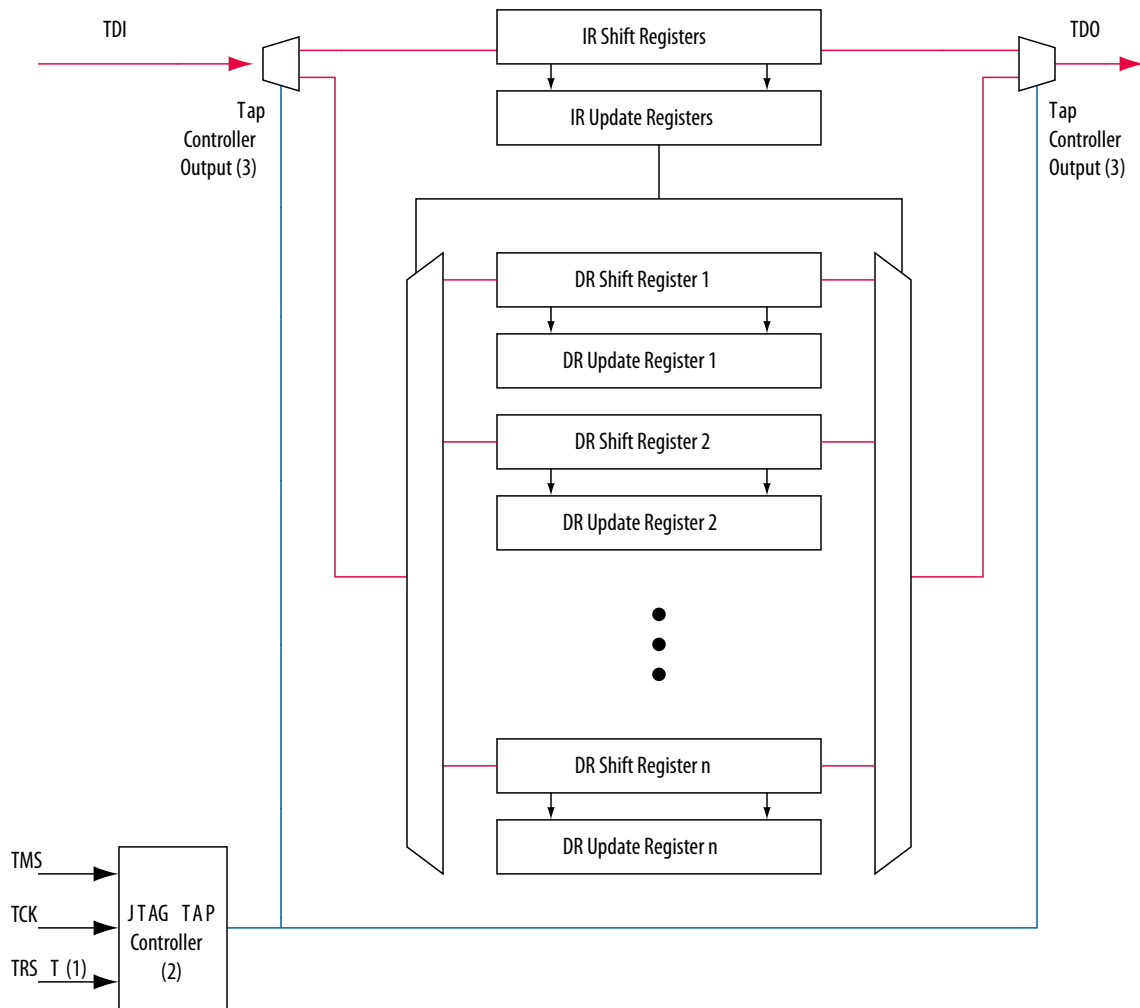 TDI
IR Shift Registers
TDO
IR Update Registers
Tap
Controller
Output (3)
Tap
Controller
Output (3)
DR Shift Register 1
DR Update Register 1
DR Shift Register 2
DR Update Register 2
DR Shift Register n
DR Update Register n
TMS
TCK
TRS T (1)
JTAG TAP
Controller
(2)